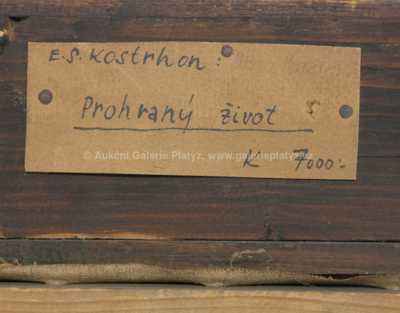 E.S. Kostrhon:
Prohraný život
© Aukční Galerie Platýz, www.galerieplatyz.cz
K 7000:-